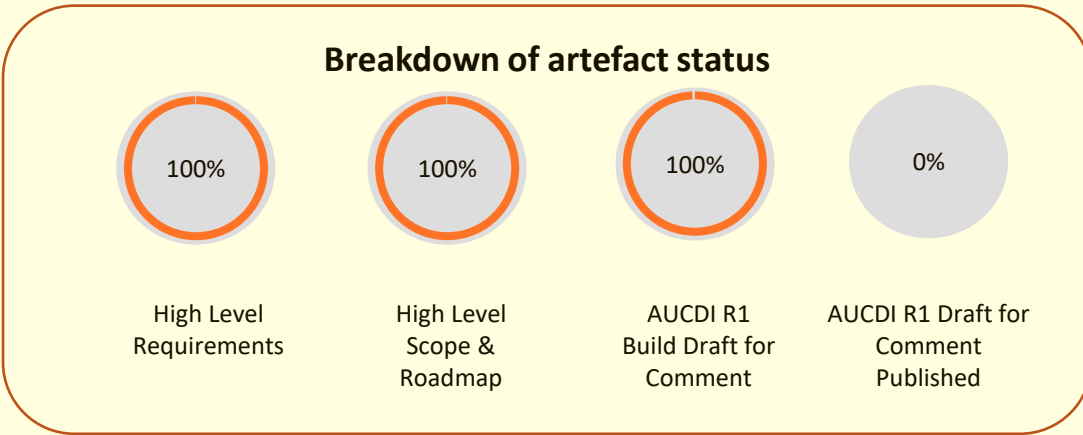 Breakdown of artefact status
100%
100%
100%
0%
High Level
Requirements
High Level
Scope &
Roadmap
AUCDI R1
Build Draft for
Comment
AUCDI R1 Draft for
Comment
Published